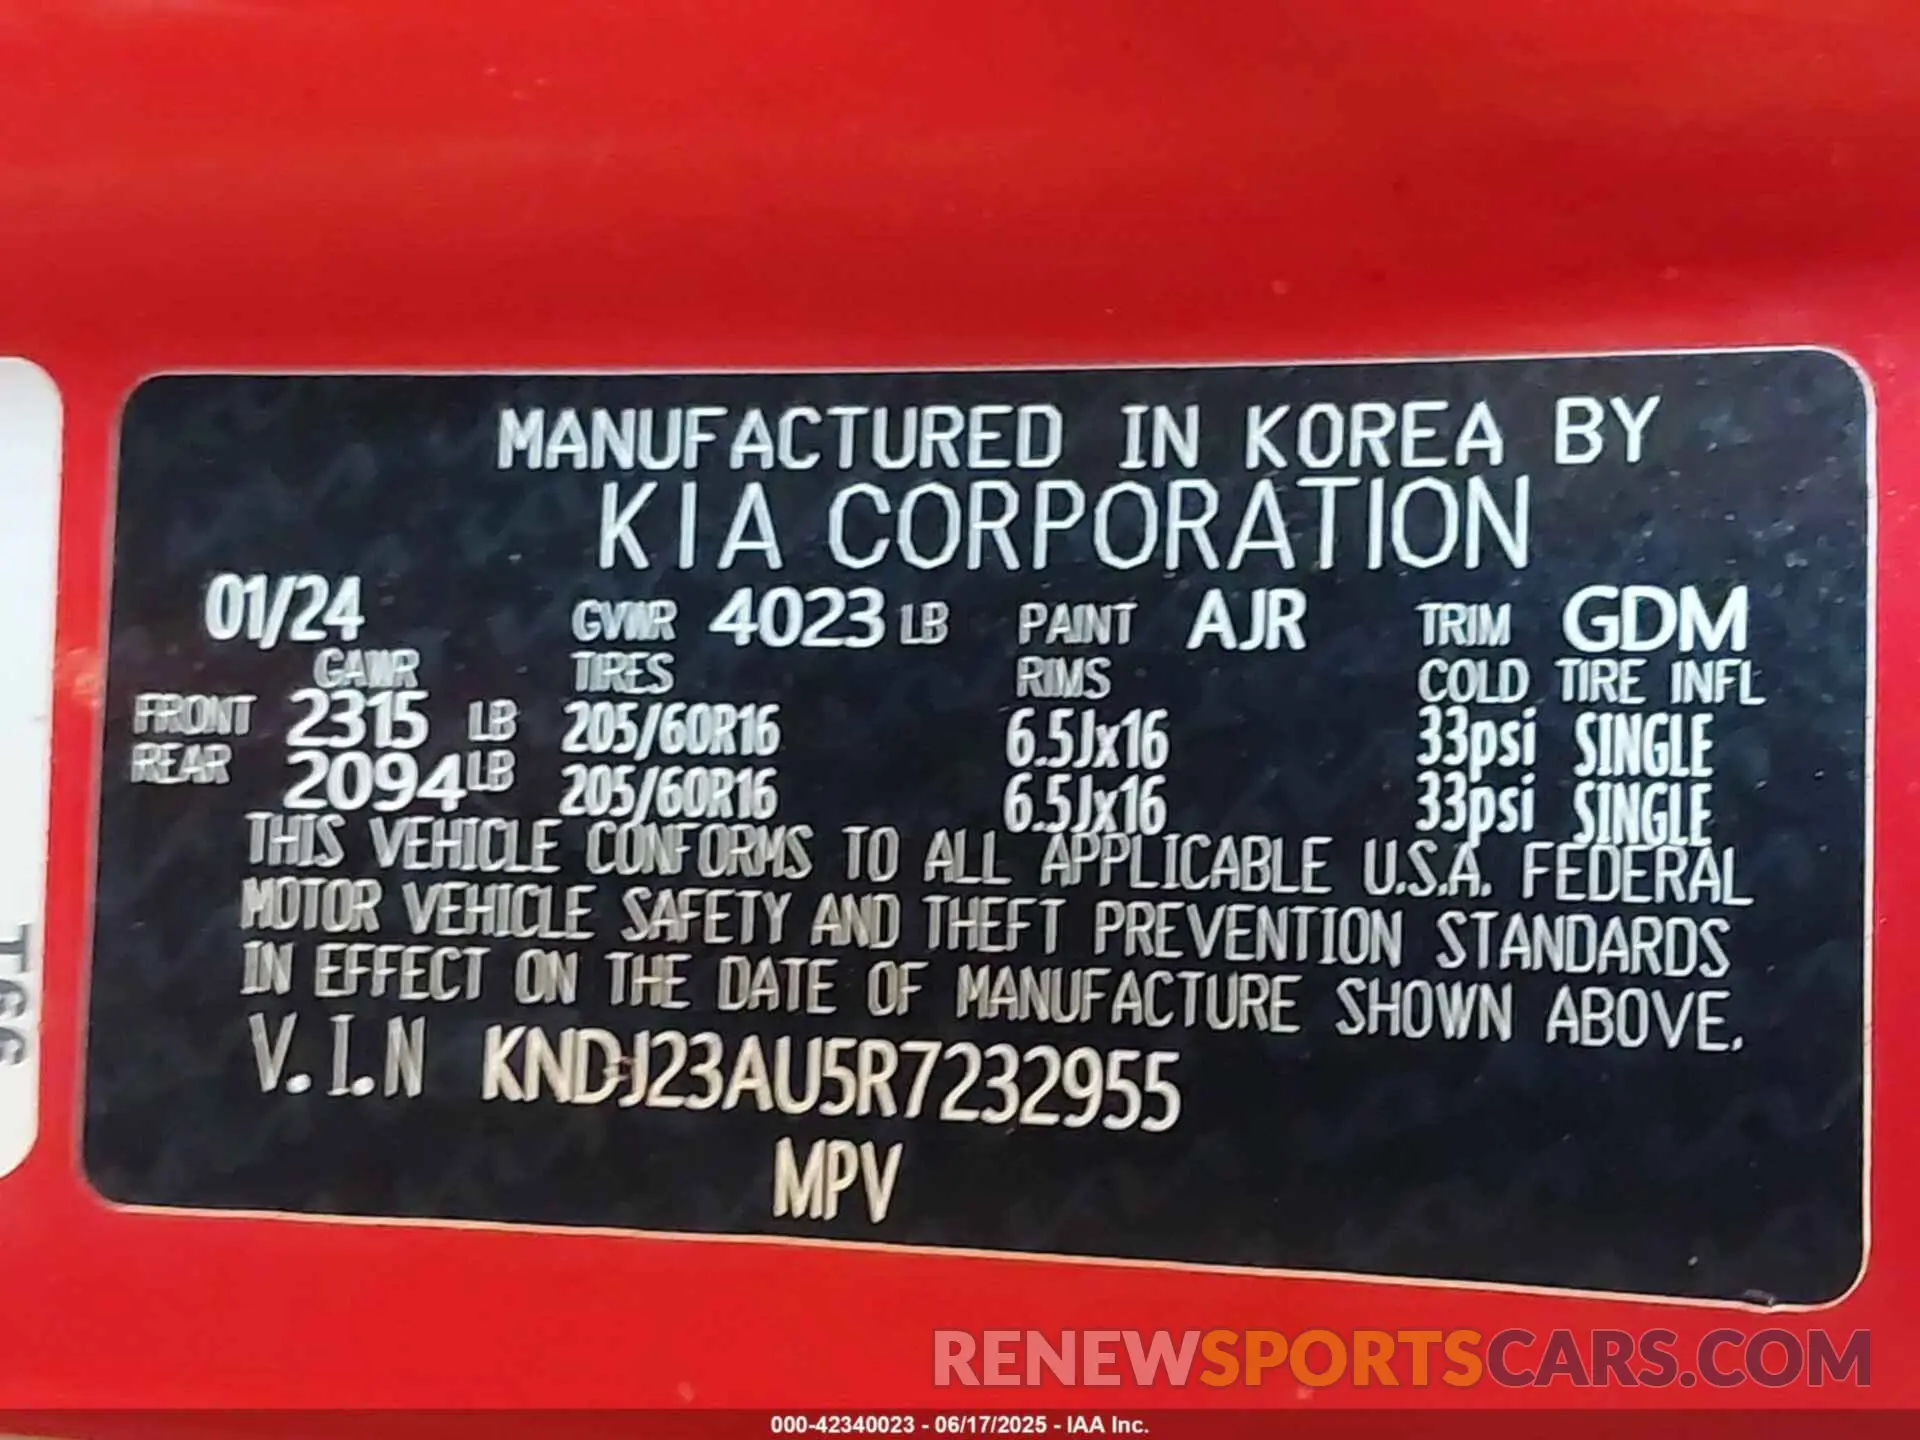 MANUFACTURED IN KOREA BY
KIA CORPORATION
01/24 GVWR 4023 LB PAINT AJR TRIM GDM
GAWR TIRES RIMS COLD TIRE INFL
FRONT 2315 LB 205/60R16 6.5Jx16 33psi SINGLE
REAR 2094 LB 205/60R16 6.5Jx16 33psi SINGLE
THIS VEHICLE CONFORMS TO ALL APPLICABLE U.S.A. FEDERAL
MOTOR VEHICLE SAFETY AND THEFT PREVENTION STANDARDS
IN EFFECT ON THE DATE OF MANUFACTURE SHOWN ABOVE.
V.I.N KNDJ23AU5R7232955
MPV
RENEWSPORTSCARS.COM
000-42340023 - 06/17/2025 - IAA Inc.